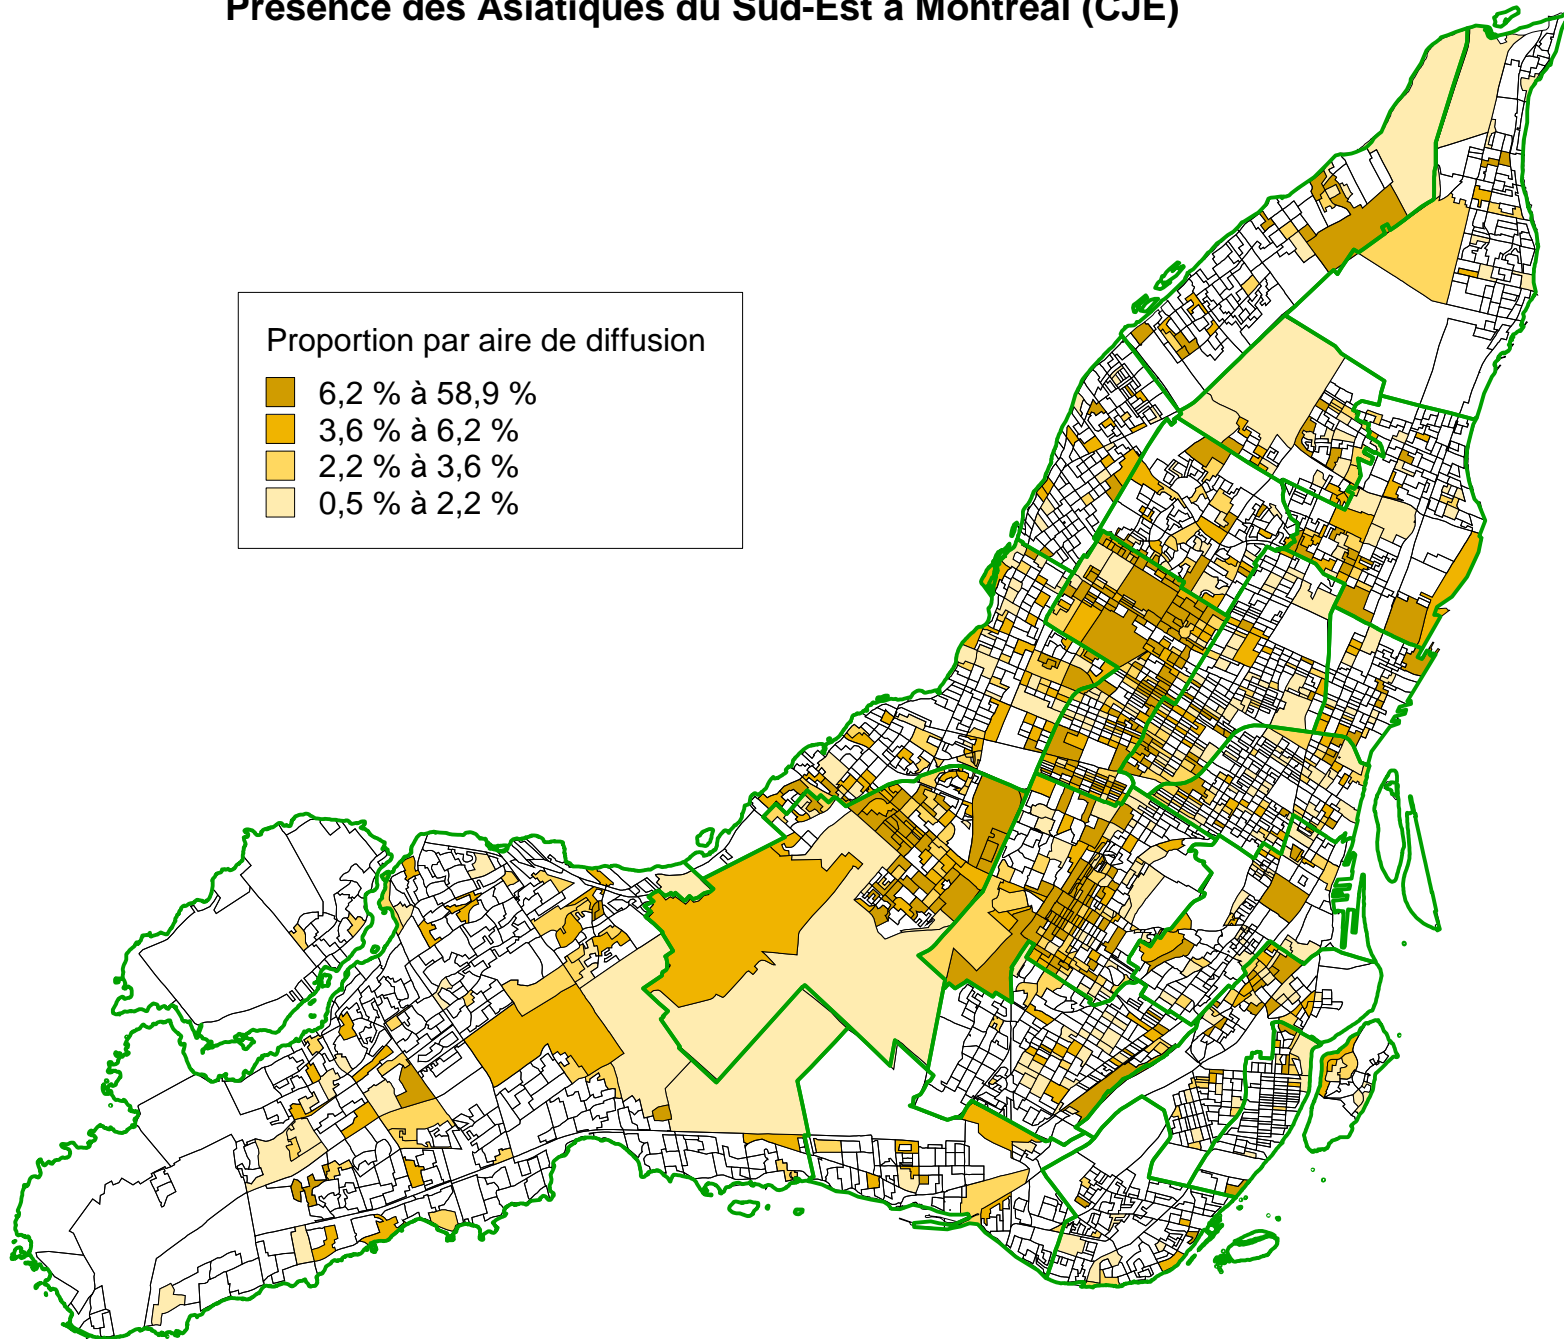 Présence des Asiatiques du Sud-Est à Montréal (CJE)
Proportion par aire de diffusion
6,2 % à 58,9 %
3,6 % à 6,2 %
2,2 % à 3,6 %
0,5 % à 2,2 %